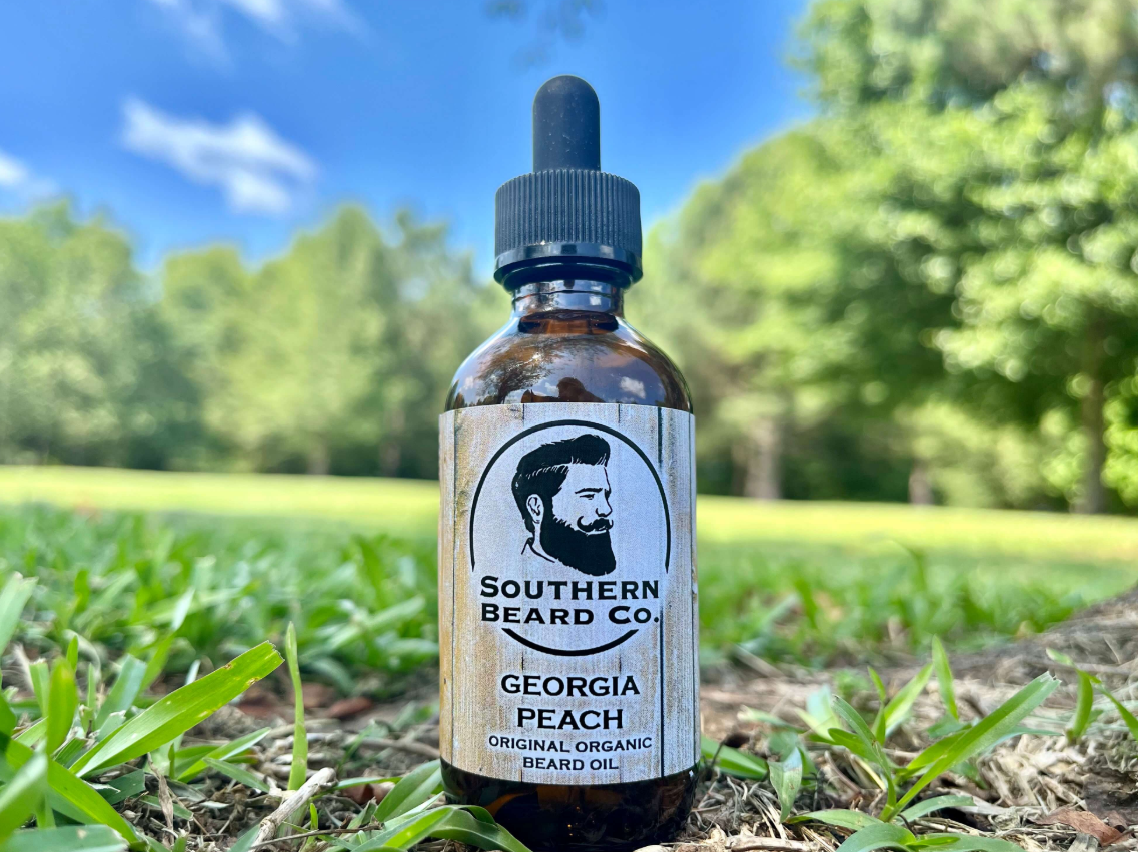 SOUTHERN
BEARD CO.
GEORGIA
PEACH
ORIGINAL ORGANIC
BEARD OIL